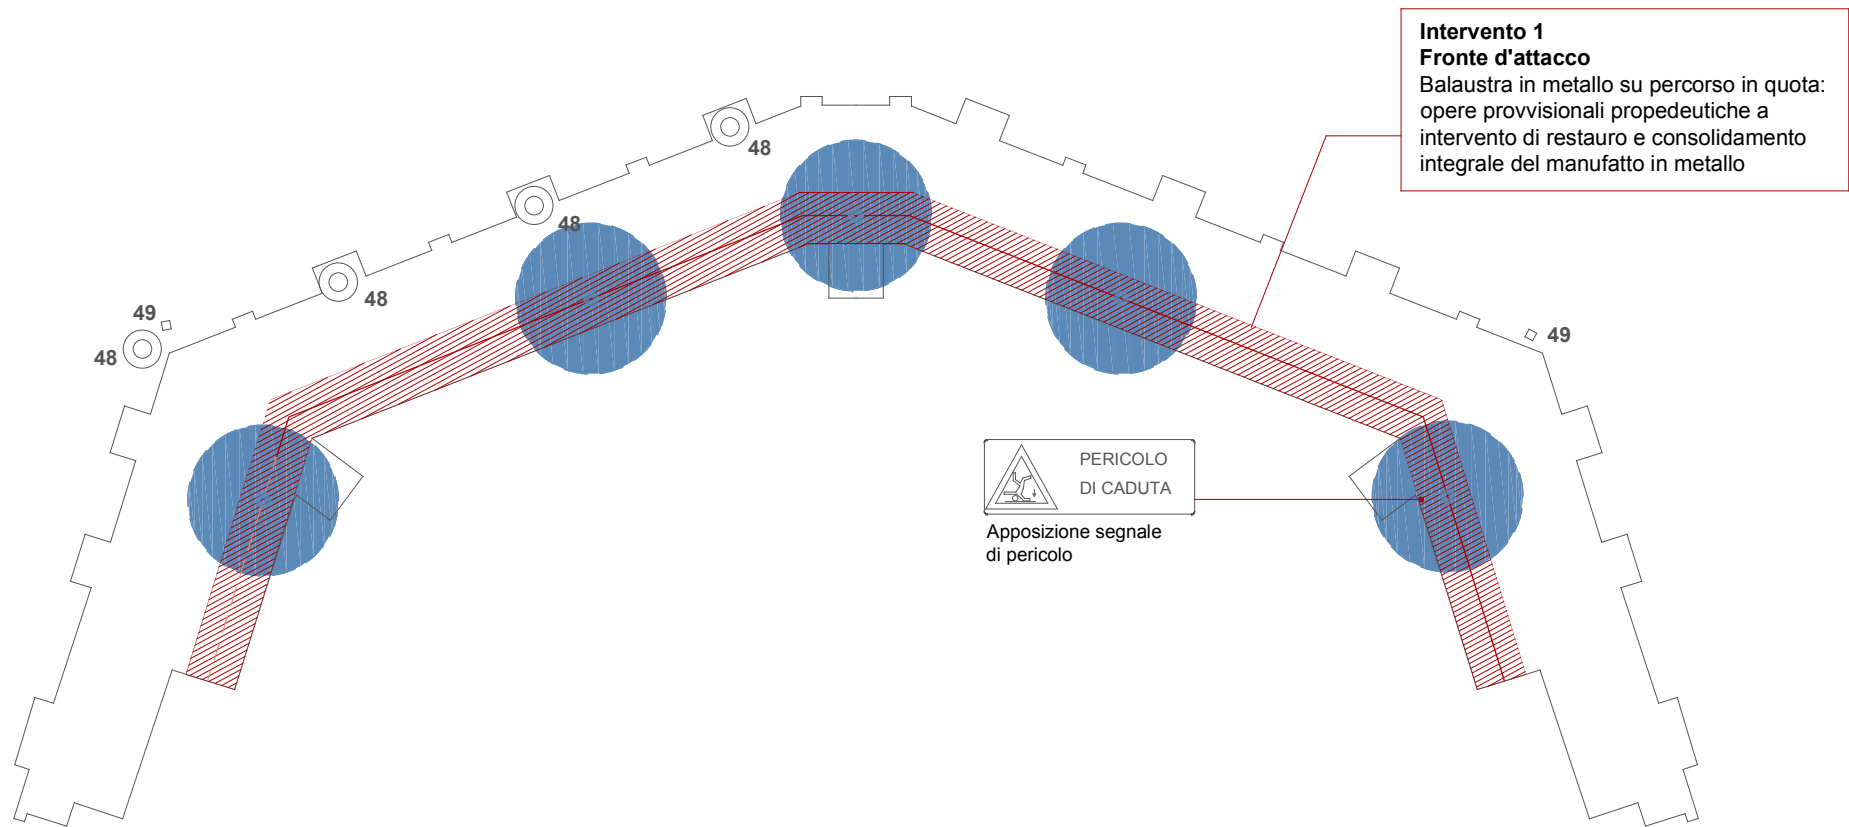 Intervento 1
Fronte d'attacco
Balaustra in metallo su percorso in quota:
opere provvisionali propedeutiche a
intervento di restauro e consolidamento
integrale del manufatto in metallo
48
48
48
49
48
49
PERICOLO
DI CADUTA
Apposizione segnale
di pericolo